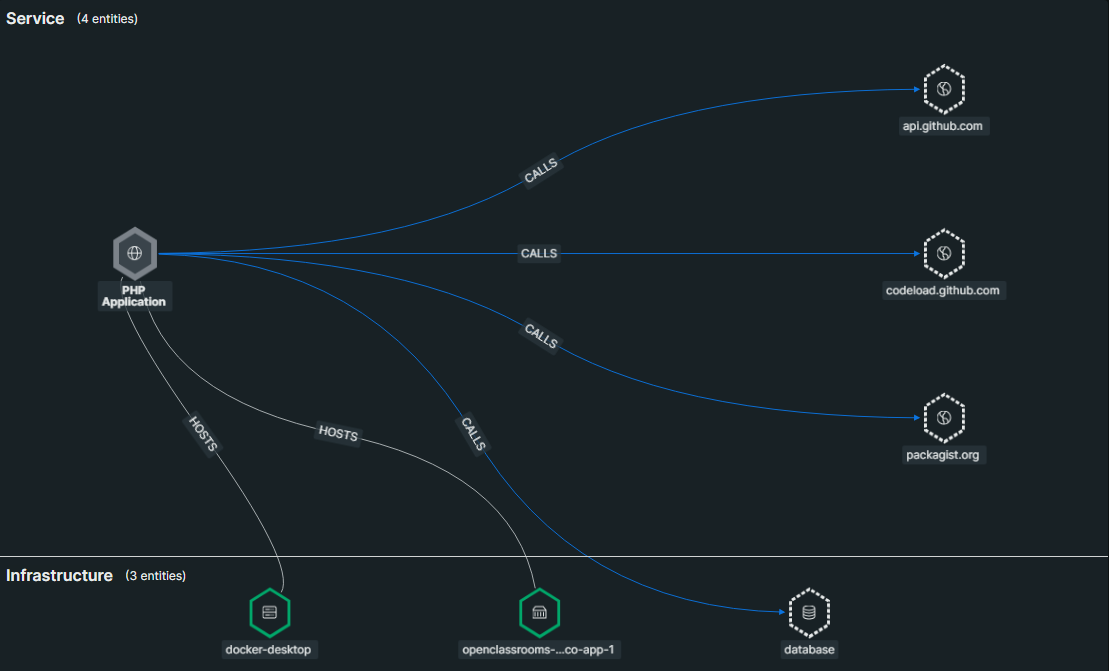 Service (4 entities)
api.github.com
CALLS
CALLS
codeload.github.com
PHP
Application
CALLS
packagist.org
HOSTS
HOSTS
CALLS
Infrastructure (3 entities)
docker-desktop
openclassrooms-...co-app-1
database